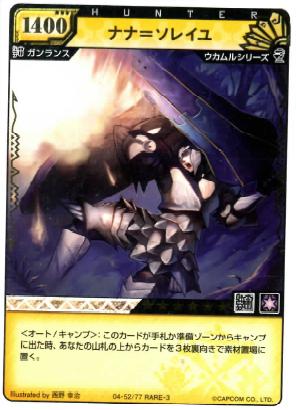 HUNTER
1400
ナナ=ソレイユ
ガンランス
ウカムルシリーズ
<オート/キャンプ>:このカードが手札か準備ゾーンからキャンプ
に出た時、あなたの山札の上からカードを3枚裏向きで素材置場に
置く。
Illustrated by 西野 幸治
04-52/77 RARE-3
©CAPCOM CO., LTD.